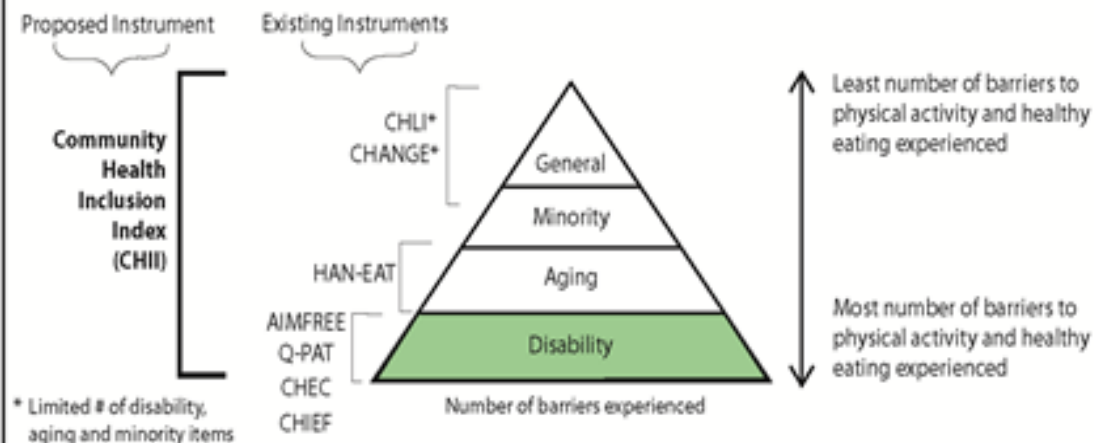 Proposed Instrument
Existing Instruments
Community
Health
Inclusion
Index
(CHII)
CHLI*
CHANGE*
HAN-EAT
AIMFREE
Q-PAT
CHEC
CHIEF
General
Minority
Aging
Disability
Number of barriers experienced
Least number of barriers to
physical activity and healthy
eating experienced
Most number of barriers to
physical activity and healthy
eating experienced
* Limited # of disability,
aging and minority items